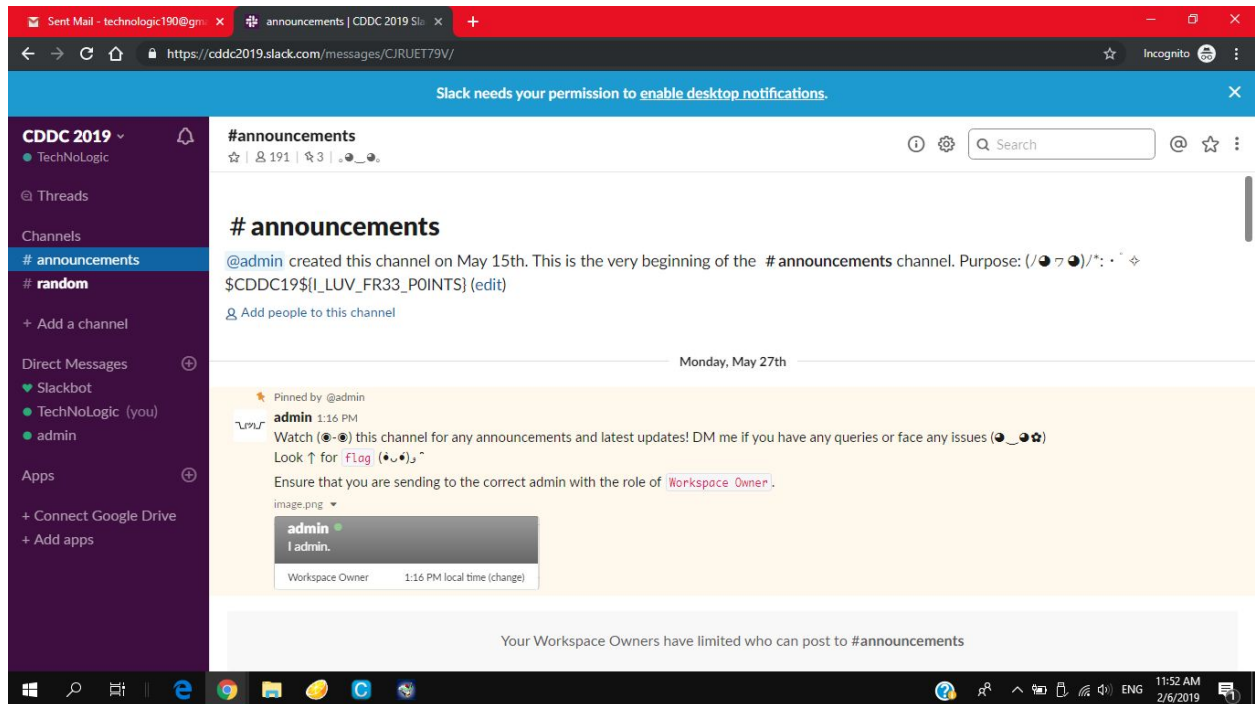 Sent Mail - technologic190@gm
announcements | CDDC 2019 Sla
https://cddc2019.slack.com/messages/CJRUET79V/
Incognito
Slack needs your permission to enable desktop notifications.
CDDC 2019
TechNoLogic
Threads
Channels
# announcements
# random
+ Add a channel
Direct Messages
Slackbot
TechNoLogic (you)
admin
Apps
+ Connect Google Drive
+ Add apps
#announcements
191 | 3 | 。◕‿◕。
Search
# announcements
@admin created this channel on May 15th. This is the very beginning of the # announcements channel. Purpose: (/◕ヮ◕)/*:・゙✧
$CDDC19${I_LUV_FR33_P0INTS} (edit)
Add people to this channel
Monday, May 27th
Pinned by @admin
admin 1:16 PM
Watch (◉-◉) this channel for any announcements and latest updates! DM me if you have any queries or face any issues (◕‿◕✿)
Look ↑ for flag (•̀ᴗ•́)و ̑̑
Ensure that you are sending to the correct admin with the role of Workspace Owner.
image.png
admin
I admin.
Workspace Owner 1:16 PM local time (change)
Your Workspace Owners have limited who can post to #announcements
ENG
11:52 AM
2/6/2019